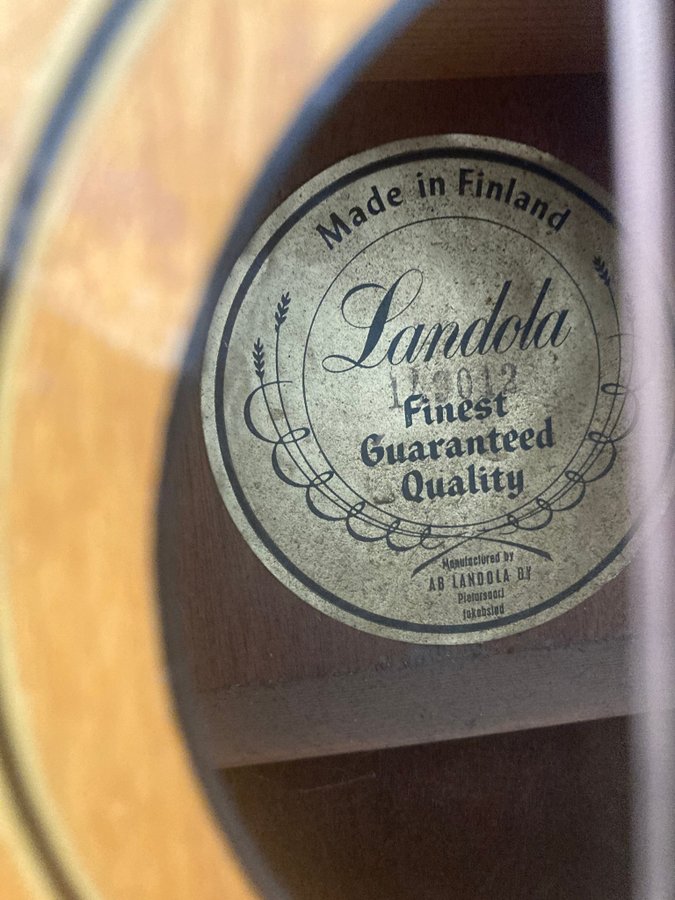 Made in Finland
Landola
Finest
Guaranteed
Quality
Manufactured by
AB LANDOLA OY
Pietarsaari
Jakobstad